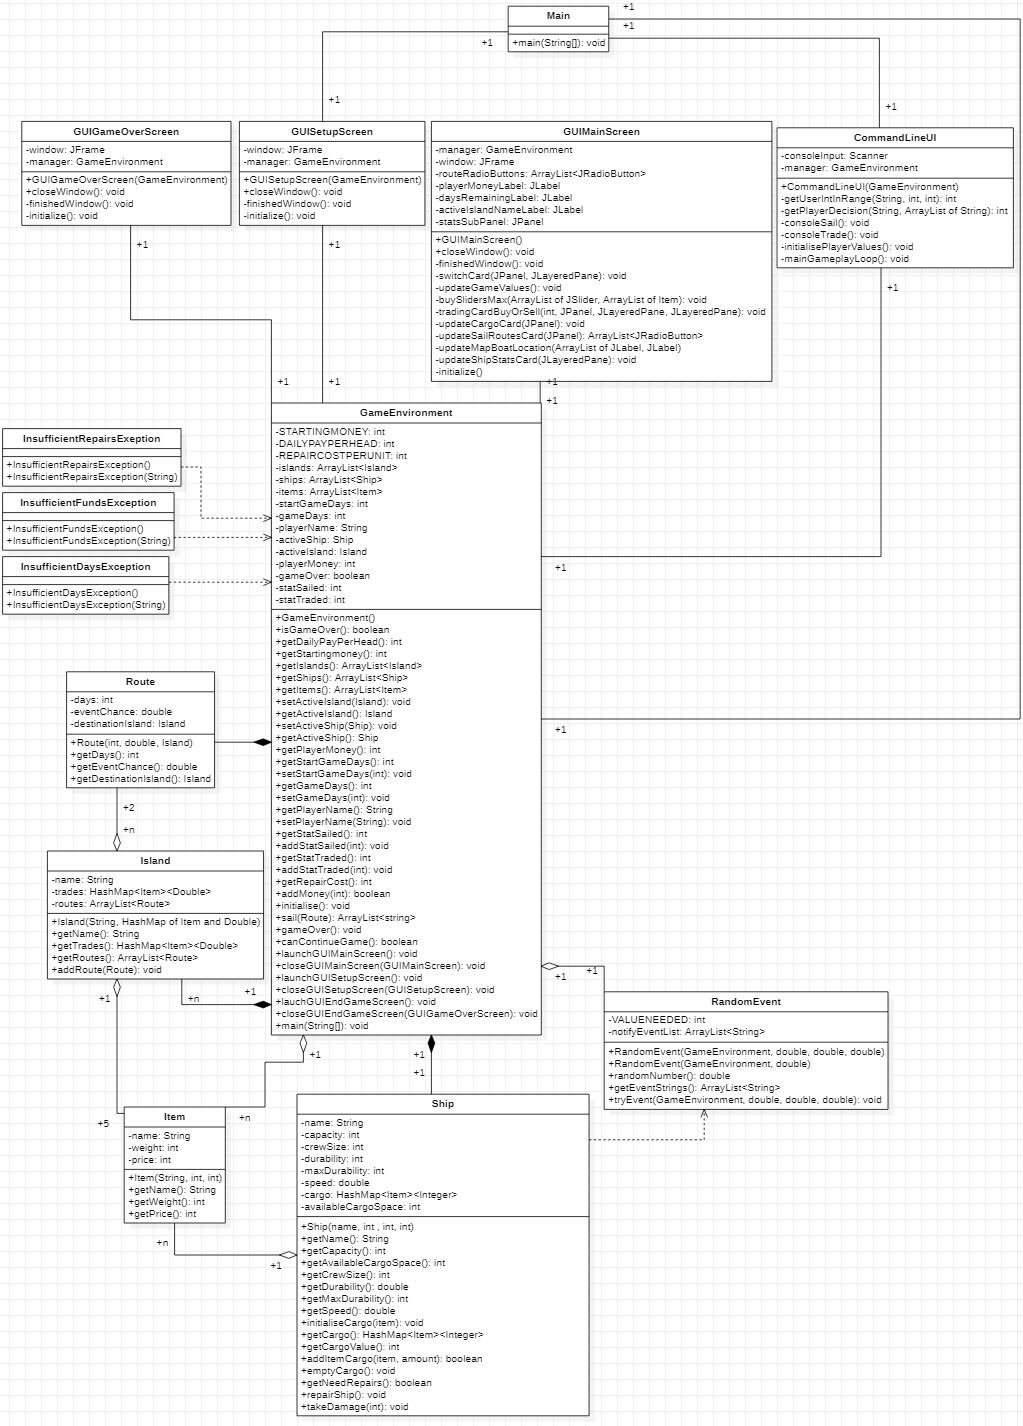 Main
+main(String[]): void
+1
+1
+1
+1
+1
GUIGameOverScreen
-window: JFrame
-manager: GameEnvironment
+GUIGameOverScreen(GameEnvironment)
+closeWindow(): void
-finishedWindow(): void
-initialize(): void
+1
+1
GUISetupScreen
-window: JFrame
-manager: GameEnvironment
+GUISetupScreen(GameEnvironment)
+closeWindow(): void
-finishedWindow(): void
-initialize(): void
+1
+1
GUIMainScreen
-manager: GameEnvironment
-window: JFrame
-routeRadioButtons: ArrayList<JRadioButton>
-playerMoneyLabel: JLabel
-daysRemainingLabel: JLabel
-activeIslandNameLabel: JLabel
-statsSubPanel: JPanel
+GUIMainScreen()
+closeWindow(): void
-finishedWindow(): void
-switchCard(JPanel, JLayeredPane): void
-updateGameValues(): void
-buySlidersMax(ArrayList of JSlider, ArrayList of Item): void
-tradingCardBuyOrSell(int, JPanel, JLayeredPane, JLayeredPane): void
-updateCargoCard(JPanel): void
-updateSailRoutesCard(JPanel): ArrayList<JRadioButton>
-updateMapBoatLocation(ArrayList of JLabel, JLabel)
-updateShipStatsCard(JLayeredPane): void
-initialize()
+1
+1
CommandLineUI
-consoleInput: Scanner
-manager: GameEnvironment
+CommandLineUI(GameEnvironment)
-getUserIntInRange(String, int, int): int
-getPlayerDecision(String, ArrayList of String): int
-consoleSail(): void
-consoleTrade(): void
-initialisePlayerValues(): void
-mainGameplayLoop(): void
+1
+1
+1
InsufficientRepairsExeption
+InsufficientRepairsException()
+InsufficientRepairsException(String)
InsufficientFundsException
+InsufficientFundsException()
+InsufficientFundsException(String)
InsufficientDaysException
+InsufficientDaysException()
+InsufficientDaysException(String)
GameEnvironment
-STARTINGMONEY: int
-DAILYPAYPERHEAD: int
-REPAIRCOSTPERUNIT: int
-islands: ArrayList<Island>
-ships: ArrayList<Ship>
-items: ArrayList<Item>
-startGameDays: int
-gameDays: int
-playerName: String
-activeShip: Ship
-activeIsland: Island
-playerMoney: int
-gameOver: boolean
-statSailed: int
-statTraded: int
+GameEnvironment()
+isGameOver(): boolean
+getDailyPayPerHead(): int
+getStartingmoney(): int
+getIslands(): ArrayList<Island>
+getShips(): ArrayList<Ship>
+getItems(): ArrayList<Item>
+setActiveIsland(Island): void
+getActiveIsland(): Island
+setActiveShip(Ship): void
+getActiveShip(): Ship
+getPlayerMoney(): int
+getStartGameDays(): int
+setStartGameDays(int): void
+getGameDays(): int
+setGameDays(int): void
+getPlayerName(): String
+setPlayerName(String): void
+getStatSailed(): int
+addStatSailed(int): void
+getStatTraded(): int
+addStatTraded(int): void
+getRepairCost(): int
+addMoney(int): boolean
+initialise(): void
+sail(Route): ArrayList<string>
+gameOver(): void
+canContinueGame(): boolean
+launchGUIMainScreen(): void
+closeGUIMainScreen(GUIMainScreen): void
+launchGUISetupScreen(): void
+closeGUISetupScreen(GUISetupScreen): void
+lauchGUIEndGameScreen(): void
+closeGUIEndGameScreen(GUIGameOverScreen): void
+main(String[]): void
Route
-days: int
-eventChance: double
-destinationIsland: Island
+Route(int, double, Island)
+getDays(): int
+getEventChance(): double
+getDestinationIsland(): Island
+2
+n
Island
-name: String
-trades: HashMap<Item><Double>
-routes: ArrayList<Route>
+Island(String, HashMap of Item and Double)
+getName(): String
+getTrades(): HashMap<Item><Double>
+getRoutes(): ArrayList<Route>
+addRoute(Route): void
+1
+n
+1
+1
+1
RandomEvent
-VALUENEEDED: int
-notifyEventList: ArrayList<String>
+RandomEvent(GameEnvironment, double, double, double)
+RandomEvent(GameEnvironment, double)
+randomNumber(): double
+getEventStrings(): ArrayList<String>
+tryEvent(GameEnvironment, double, double, double): void
+1
+1
+1
+5
+n
Item
-name: String
-weight: int
-price: int
+Item(String, int, int)
+getName(): String
+getWeight(): int
+getPrice(): int
+n
+1
Ship
-name: String
-capacity: int
-crewSize: int
-durability: int
-maxDurability: int
-speed: double
-cargo: HashMap<Item><Integer>
-availableCargoSpace: int
+Ship(name, int , int, int)
+getName(): String
+getCapacity(): int
+getAvailableCargoSpace(): int
+getCrewSize(): int
+getDurability(): double
+getMaxDurability(): int
+getSpeed(): double
+initialiseCargo(item): void
+getCargo(): HashMap<Item><Integer>
+getCargoValue(): int
+addItemCargo(item, amount): boolean
+emptyCargo(): void
+getNeedRepairs(): boolean
+repairShip(): void
+takeDamage(int): void